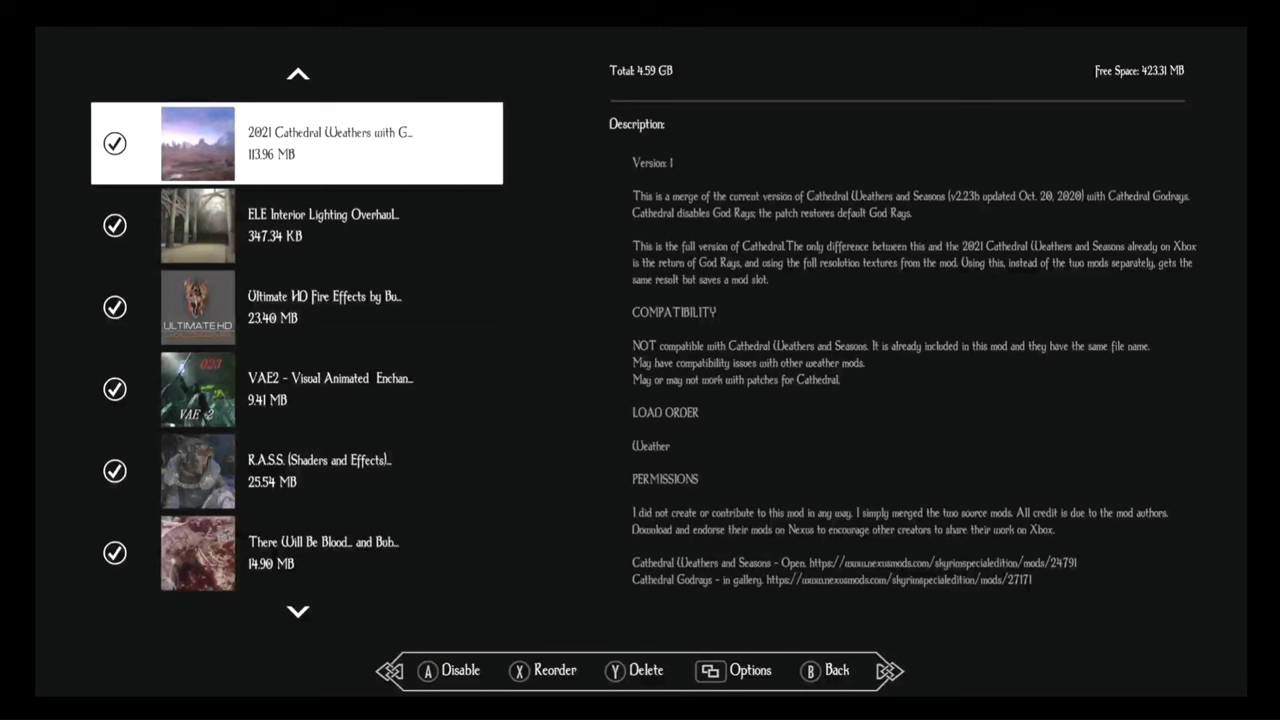 Total: 4.59 GB
Free Space: 423.31 MB
2021 Cathedral Weathers with G...
113.96 MB
ELE Interior Lighting Overhaul...
347.34 KB
Ultimate HD Fire Effects by Bu...
23.40 MB
ULTIMATE HD
VAE2 - Visual Animated Enchan...
9.41 MB
023
VAE #2
R.A.S.S. (Shaders and Effects)...
25.54 MB
There Will Be Blood... and Bub...
14.90 MB
Description:
Version: 1
This is a merge of the current version of Cathedral Weathers and Seasons (v2.23b updated Oct. 20, 2020) with Cathedral Godrays.
Cathedral disables God Rays; the patch restores default God Rays.
This is the full version of Cathedral.The only difference between this and the 2021 Cathedral Weathers and Seasons already on Xbox
is the return of God Rays, and using the full resolution textures from the mod. Using this, instead of the two mods separately, gets the
same result but saves a mod slot.
COMPATIBILITY
NOT compatible with Cathedral Weathers and Seasons. It is already included in this mod and they have the same file name.
May have compatibility issues with other weather mods.
May or may not work with patches for Cathedral.
LOAD ORDER
Weather
PERMISSIONS
I did not create or contribute to this mod in any way. I simply merged the two source mods. All credit is due to the mod authors.
Download and endorse their mods on Nexus to encourage other creators to share their work on Xbox.
Cathedral Weathers and Seasons - Open. https://www.nexusmods.com/skyrimspecialedition/mods/24791
Cathedral Godrays - in gallery. https://www.nexusmods.com/skyrimspecialedition/mods/27171
A Disable
X Reorder
Y Delete
Options
B Back